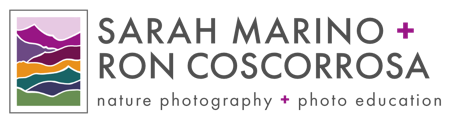 SARAH MARINO +
RON COSCORROSA
nature photography + photo education